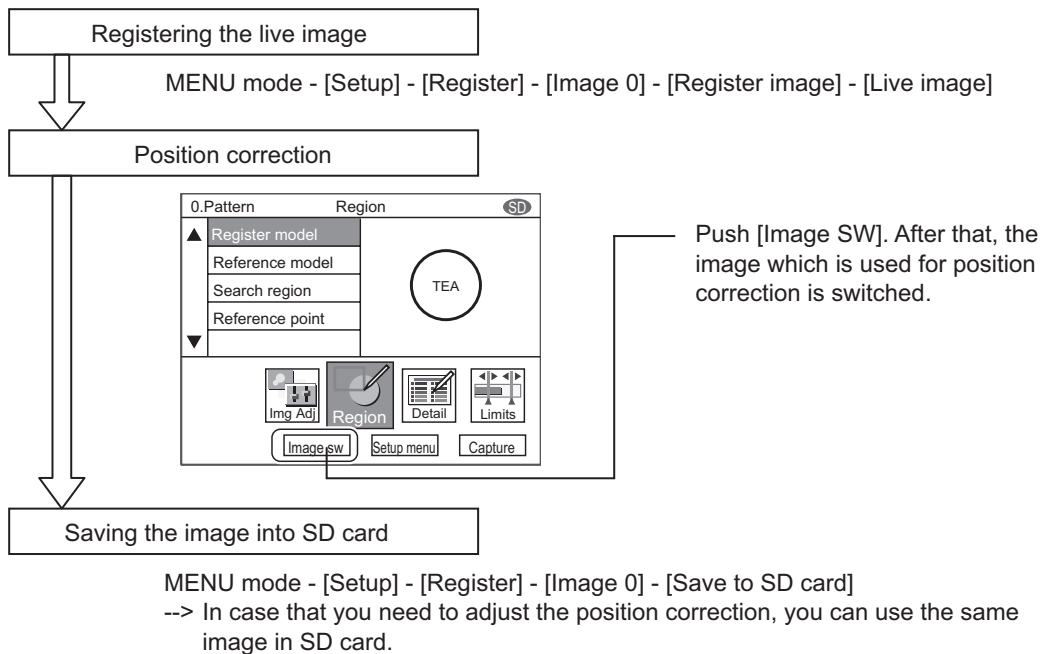 Registering the live image
MENU mode - [Setup] - [Register] - [Image 0] - [Register image] - [Live image]
Position correction
0.Pattern Region SD
Register model
Reference model
Search region
Reference point
TEA
Img Adj Region Detail Limits
Image sw Setup menu Capture
Push [Image SW]. After that, the
image which is used for position
correction is switched.
Saving the image into SD card
MENU mode - [Setup] - [Register] - [Image 0] - [Save to SD card]
--> In case that you need to adjust the position correction, you can use the same
image in SD card.